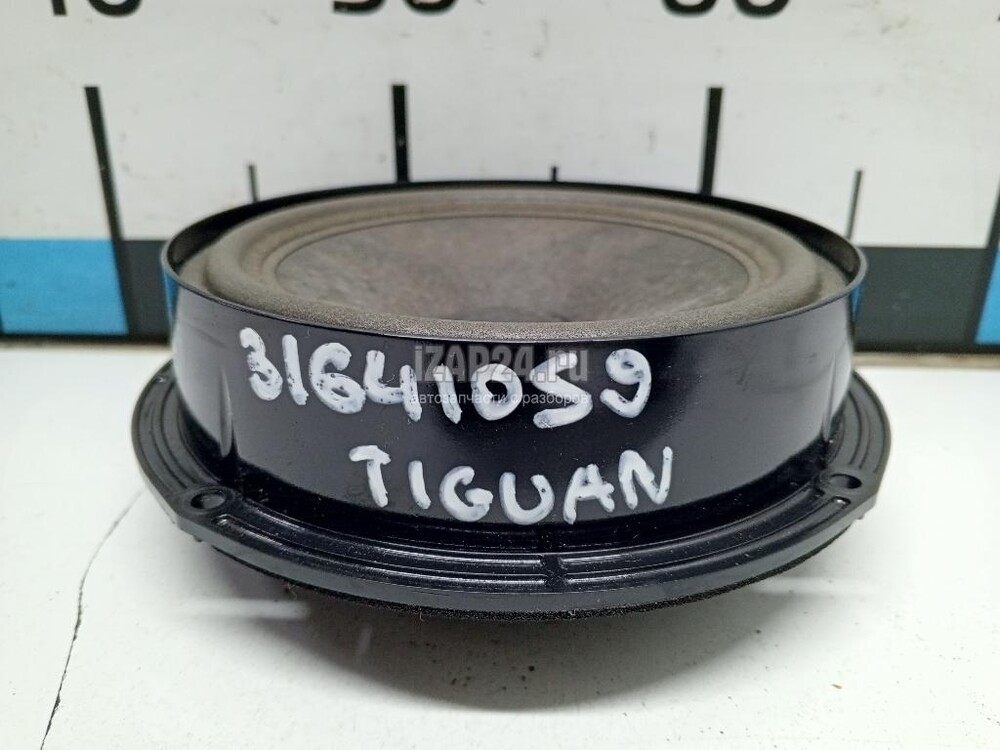 31641059
iZAP24.ru
автозапчасти с разборов
TIGUAN